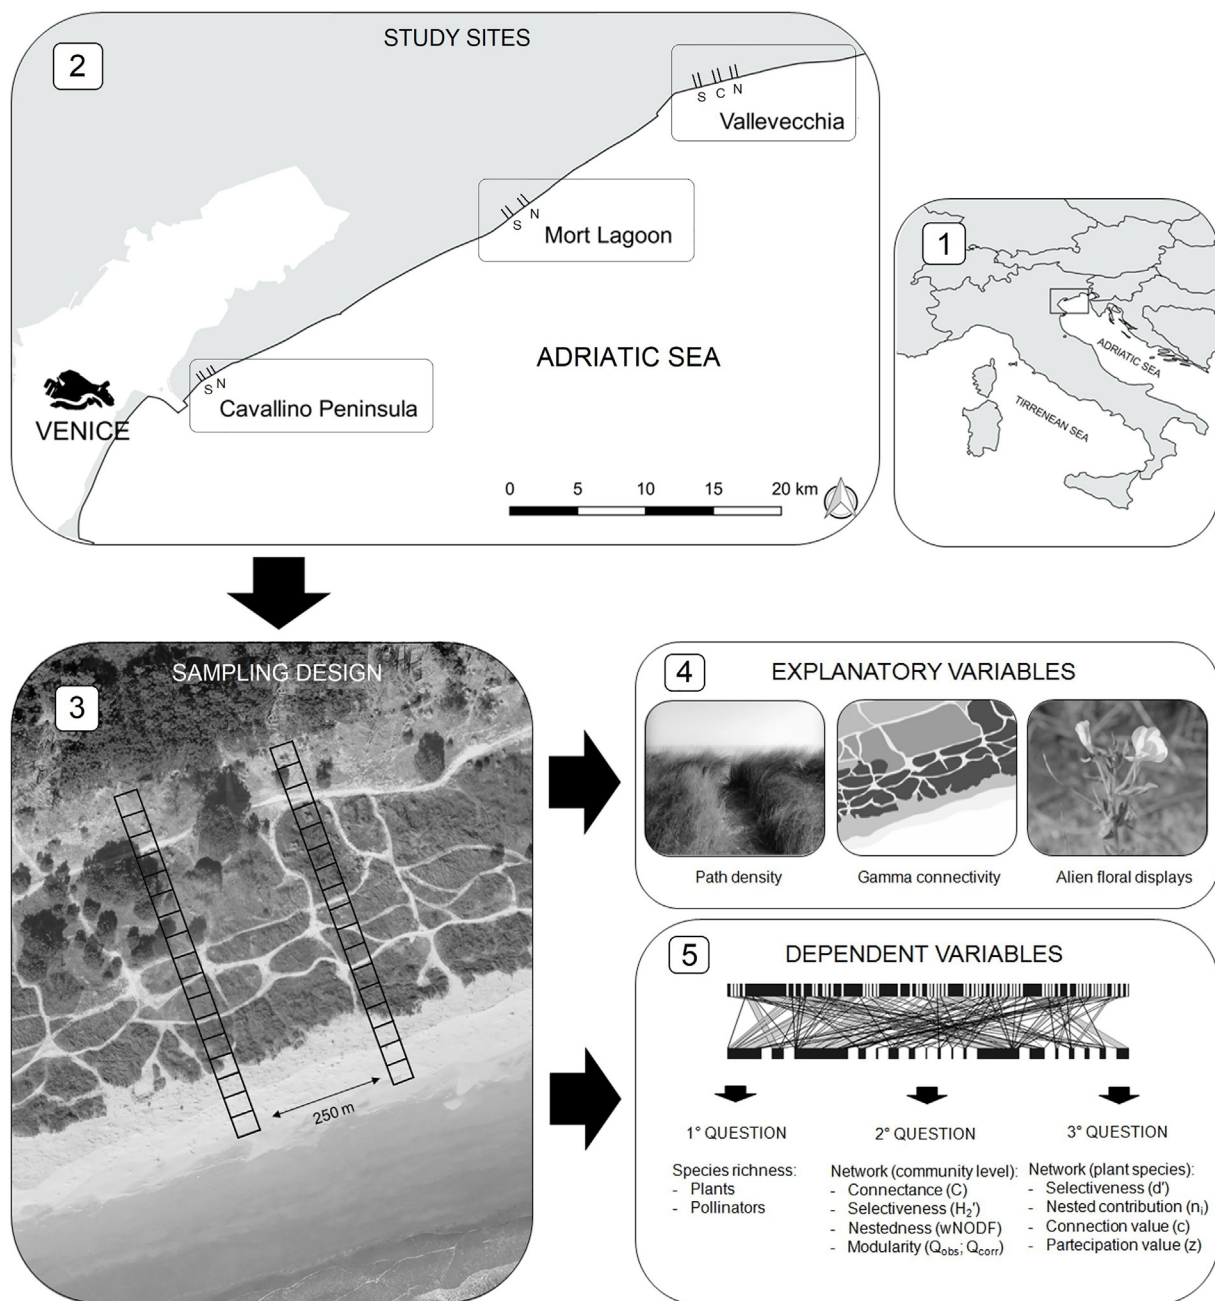 2
STUDY SITES
S C N
Vallevecchia
S N
Mort Lagoon
ADRIATIC SEA
S N
Cavallino Peninsula
VENICE
0 5 10 15 20 km
1
ADRIATIC SEA
TIRRENEAN SEA
3
SAMPLING DESIGN
250 m
4
EXPLANATORY VARIABLES
Path density
Gamma connectivity
Alien floral displays
5
DEPENDENT VARIABLES
1° QUESTION
Species richness:
- Plants
- Pollinators
2° QUESTION
Network (community level):
- Connectance (C)
- Selectiveness (H₂′)
- Nestedness (wNODF)
- Modularity (Qobs; Qcorr)
3° QUESTION
Network (plant species):
- Selectiveness (d′)
- Nested contribution (nᵢ)
- Connection value (c)
- Partecipation value (z)